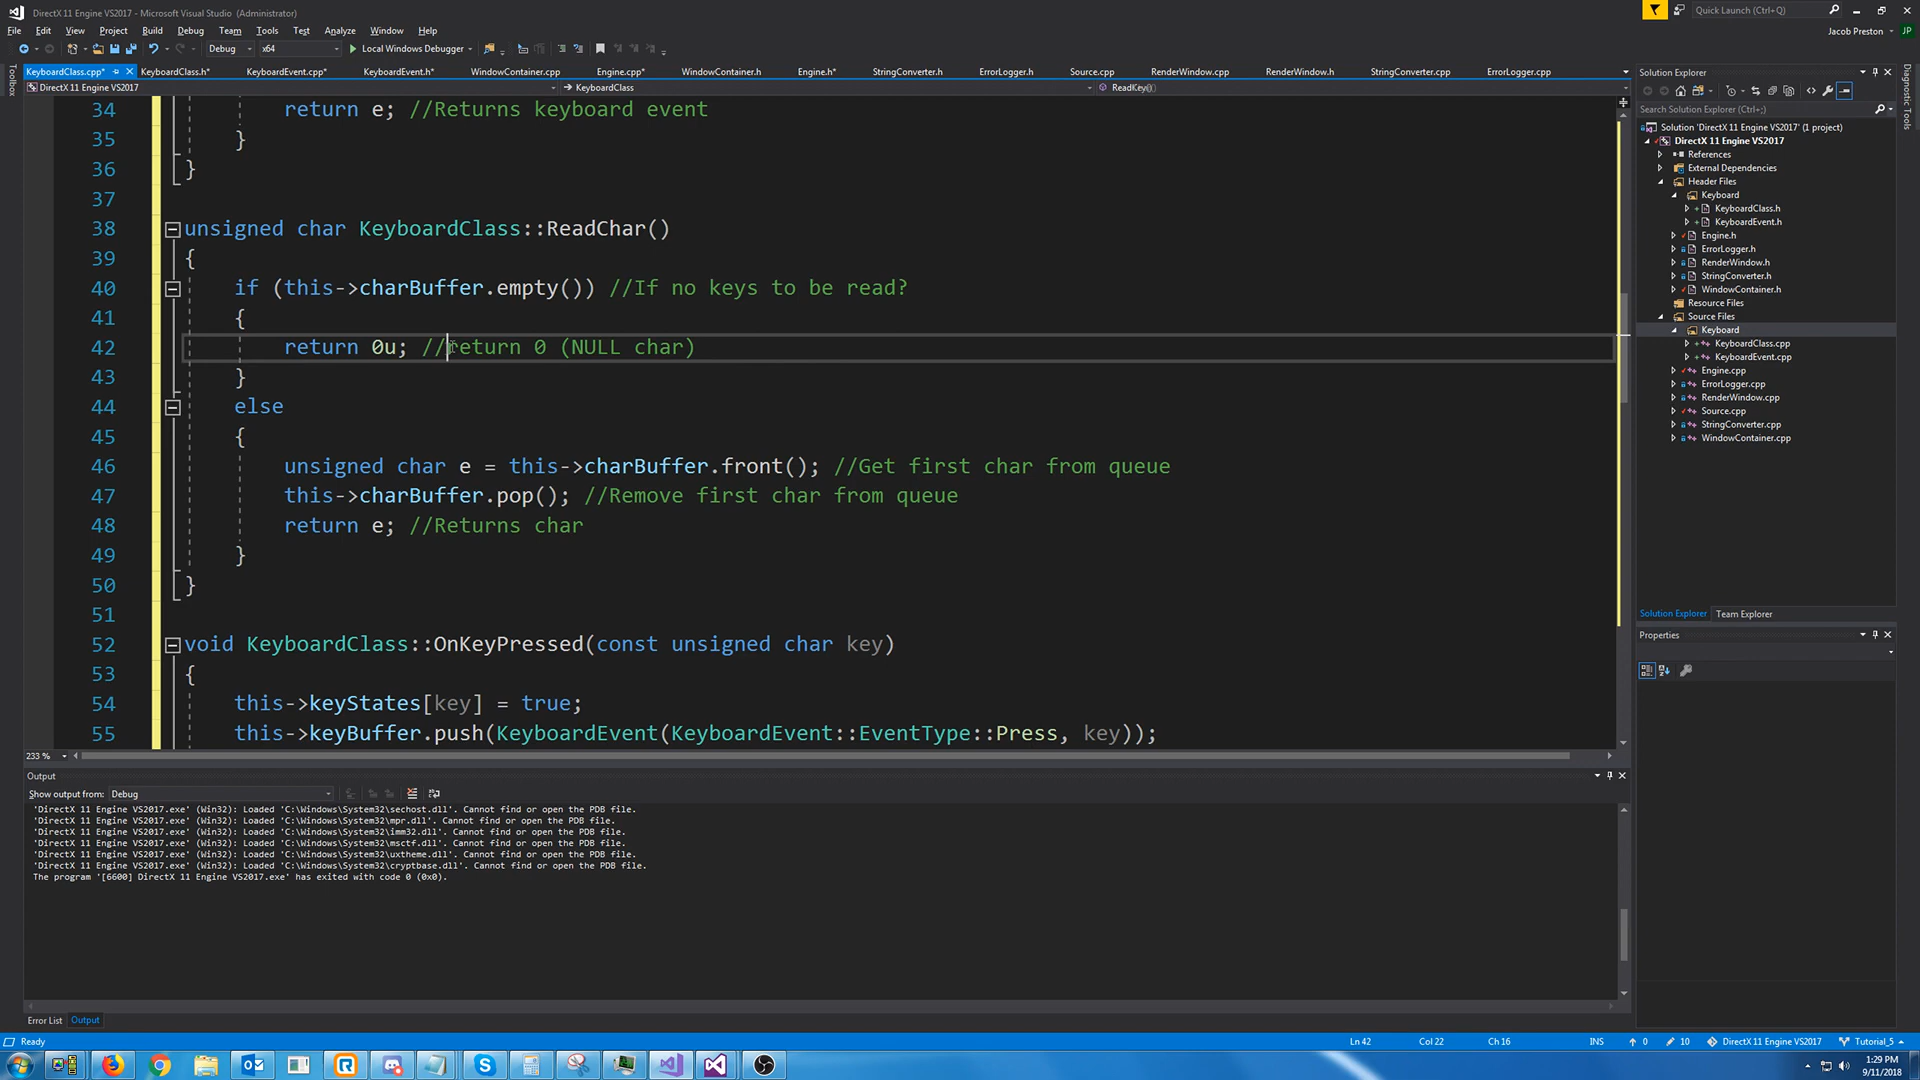 DirectX 11 Engine VS2017 - Microsoft Visual Studio (Administrator)
Quick Launch (Ctrl+Q)
File Edit View Project Build Debug Team Tools Test Analyze Window Help
Jacob Preston JP
Debug x64 Local Windows Debugger
KeyboardClass.cpp* KeyboardClass.h* KeyboardEvent.cpp* KeyboardEvent.h* WindowContainer.cpp Engine.cpp* WindowContainer.h Engine.h* StringConverter.h ErrorLogger.h Source.cpp RenderWindow.cpp RenderWindow.h StringConverter.cpp ErrorLogger.cpp
DirectX 11 Engine VS2017 KeyboardClass ReadKey()
Toolbox
34 return e; //Returns keyboard event
35 }
36 }
37
38 unsigned char KeyboardClass::ReadChar()
39 {
40 if (this->charBuffer.empty()) //If no keys to be read?
41 {
42 return 0u; //return 0 (NULL char)
43 }
44 else
45 {
46 unsigned char e = this->charBuffer.front(); //Get first char from queue
47 this->charBuffer.pop(); //Remove first char from queue
48 return e; //Returns char
49 }
50 }
51
52 void KeyboardClass::OnKeyPressed(const unsigned char key)
53 {
54 this->keyStates[key] = true;
55 this->keyBuffer.push(KeyboardEvent(KeyboardEvent::EventType::Press, key));
233 %
Output
Show output from: Debug
'DirectX 11 Engine VS2017.exe' (Win32): Loaded 'C:\Windows\System32\sechost.dll'. Cannot find or open the PDB file.
'DirectX 11 Engine VS2017.exe' (Win32): Loaded 'C:\Windows\System32\mpr.dll'. Cannot find or open the PDB file.
'DirectX 11 Engine VS2017.exe' (Win32): Loaded 'C:\Windows\System32\imm32.dll'. Cannot find or open the PDB file.
'DirectX 11 Engine VS2017.exe' (Win32): Loaded 'C:\Windows\System32\msctf.dll'. Cannot find or open the PDB file.
'DirectX 11 Engine VS2017.exe' (Win32): Loaded 'C:\Windows\System32\uxtheme.dll'. Cannot find or open the PDB file.
'DirectX 11 Engine VS2017.exe' (Win32): Loaded 'C:\Windows\System32\cryptbase.dll'. Cannot find or open the PDB file.
The program '[6600] DirectX 11 Engine VS2017.exe' has exited with code 0 (0x0).
Error List Output
Solution Explorer
Search Solution Explorer (Ctrl+;)
Solution 'DirectX 11 Engine VS2017' (1 project)
DirectX 11 Engine VS2017
References
External Dependencies
Header Files
Keyboard
KeyboardClass.h
KeyboardEvent.h
Engine.h
ErrorLogger.h
RenderWindow.h
StringConverter.h
WindowContainer.h
Resource Files
Source Files
Keyboard
KeyboardClass.cpp
KeyboardEvent.cpp
Engine.cpp
ErrorLogger.cpp
RenderWindow.cpp
Source.cpp
StringConverter.cpp
WindowContainer.cpp
Solution Explorer Team Explorer
Properties
Diagnostic Tools
Ready Ln 42 Col 22 Ch 16 INS 0 10 DirectX 11 Engine VS2017 Tutorial_5
1:29 PM
9/11/2018